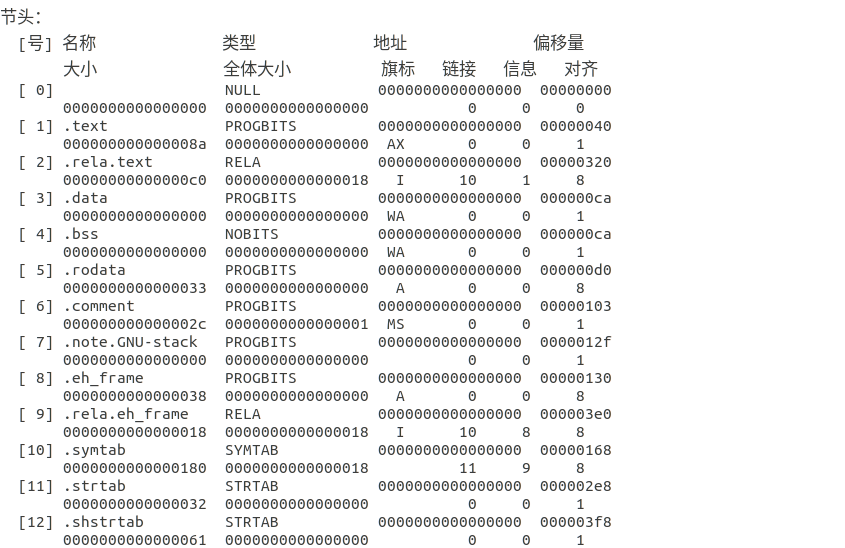 节头：
[号] 名称 类型 地址 偏移量
大小 全体大小 旗标 链接 信息 对齐
[ 0] NULL 0000000000000000 00000000
0000000000000000 0000000000000000 0 0 0
[ 1] .text PROGBITS 0000000000000000 00000040
000000000000008a 0000000000000000 AX 0 0 1
[ 2] .rela.text RELA 0000000000000000 00000320
00000000000000c0 0000000000000018 I 10 1 8
[ 3] .data PROGBITS 0000000000000000 000000ca
0000000000000000 0000000000000000 WA 0 0 1
[ 4] .bss NOBITS 0000000000000000 000000ca
0000000000000000 0000000000000000 WA 0 0 1
[ 5] .rodata PROGBITS 0000000000000000 000000d0
0000000000000033 0000000000000000 A 0 0 8
[ 6] .comment PROGBITS 0000000000000000 00000103
000000000000002c 0000000000000001 MS 0 0 1
[ 7] .note.GNU-stack PROGBITS 0000000000000000 0000012f
0000000000000000 0000000000000000 0 0 1
[ 8] .eh_frame PROGBITS 0000000000000000 00000130
0000000000000038 0000000000000000 A 0 0 8
[ 9] .rela.eh_frame RELA 0000000000000000 000003e0
0000000000000018 0000000000000018 I 10 8 8
[10] .symtab SYMTAB 0000000000000000 00000168
0000000000000180 0000000000000018 11 9 8
[11] .strtab STRTAB 0000000000000000 000002e8
0000000000000032 0000000000000000 0 0 1
[12] .shstrtab STRTAB 0000000000000000 000003f8
0000000000000061 0000000000000000 0 0 1